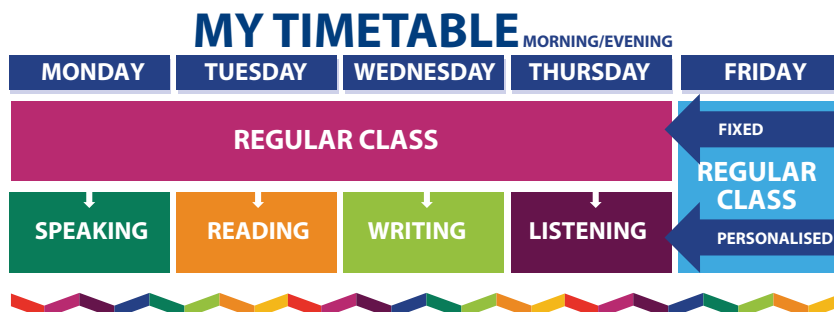 MY TIMETABLE MORNING/EVENING
MONDAY TUESDAY WEDNESDAY THURSDAY FRIDAY
REGULAR CLASS
FIXED
REGULAR
CLASS
SPEAKING READING WRITING LISTENING
PERSONALISED